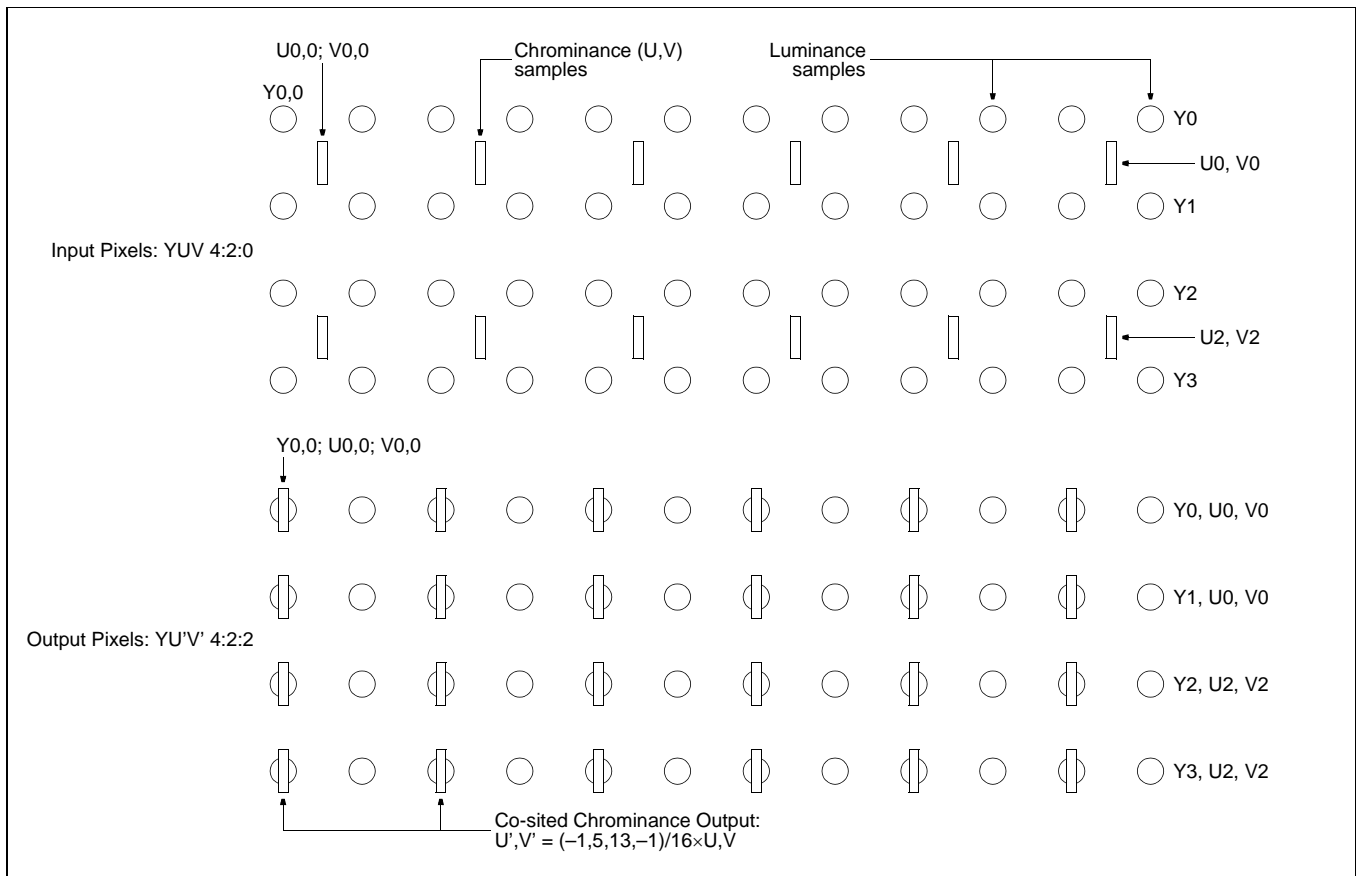 U0,0; V0,0
Chrominance (U,V)
samples
Luminance
samples
Y0,0
Y0
U0, V0
Y1
Input Pixels: YUV 4:2:0
Y2
U2, V2
Y3
Y0,0; U0,0; V0,0
Y0, U0, V0
Y1, U0, V0
Output Pixels: YU'V' 4:2:2
Y2, U2, V2
Y3, U2, V2
Co-sited Chrominance Output:
U',V' = (–1,5,13,–1)/16×U,V